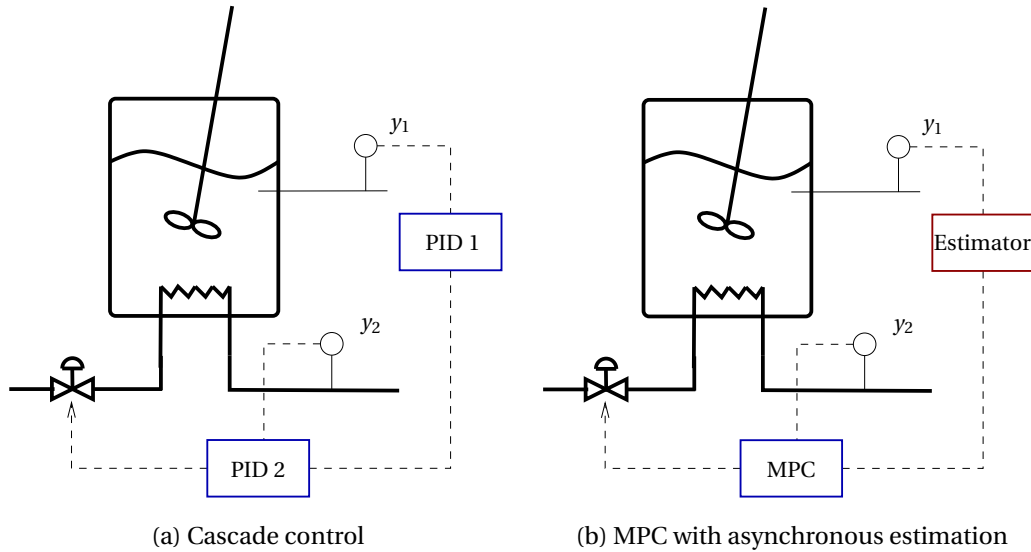 y1
PID 1
y2
PID 2
(a) Cascade control
y1
Estimator
y2
MPC
(b) MPC with asynchronous estimation